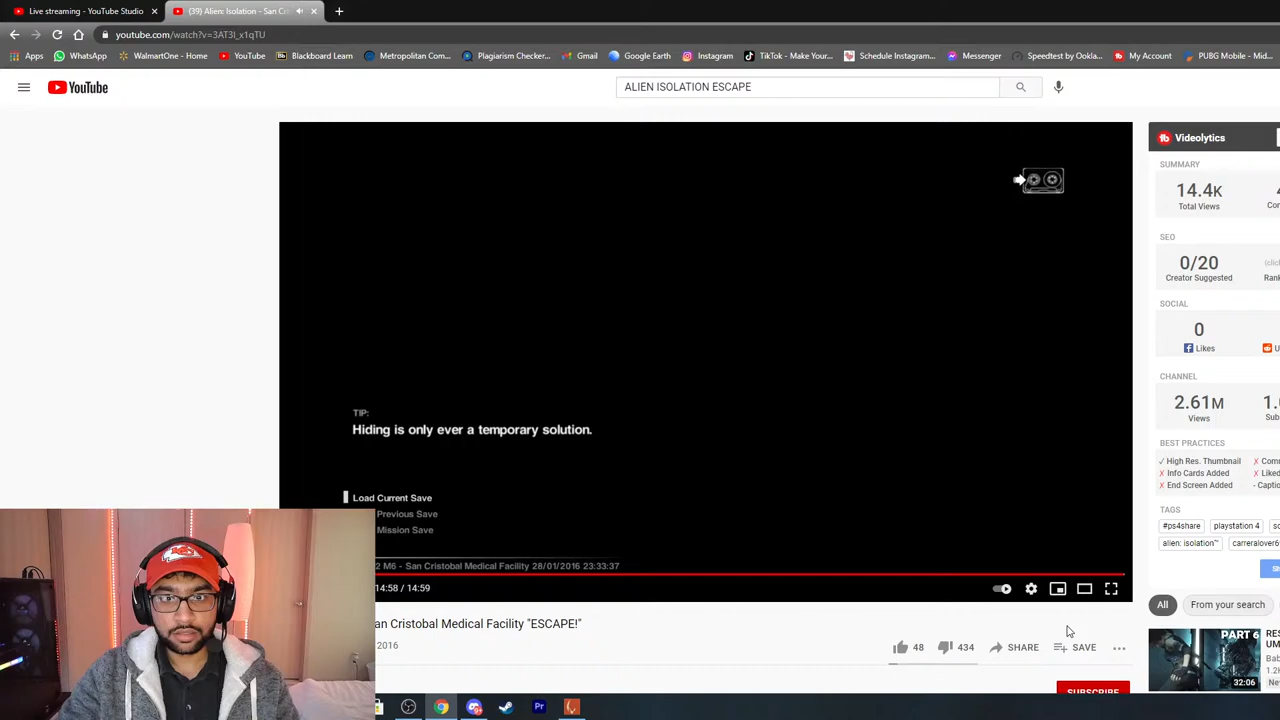 Live streaming - YouTube Studio
(39) Alien: Isolation - San Cris
youtube.com/watch?v=3AT3I_x1qTU
Apps WhatsApp WalmartOne - Home YouTube Blackboard Learn Metropolitan Com... Plagiarism Checker... Gmail Google Earth Instagram TikTok - Make Your... Schedule Instagram... Messenger Speedtest by Ookla... My Account PUBG Mobile - Mid...
YouTube
ALIEN ISOLATION ESCAPE
Videolytics
SUMMARY
14.4K
Total Views
SEO
0/20
Creator Suggested
SOCIAL
0
Likes
CHANNEL
2.61M
Views
BEST PRACTICES
✓ High Res. Thumbnail
✗ Info Cards Added
✗ Liked
✗ End Screen Added
- Captio
TAGS
#ps4share playstation 4
alien: isolation™ carreralover6
All From your search
PART 6
32:06
TIP:
Hiding is only ever a temporary solution.
Load Current Save
Previous Save
Mission Save
2 M6 - San Cristobal Medical Facility 28/01/2016 23:33:37
14:58 / 14:59
an Cristobal Medical Facility "ESCAPE!"
2016
48 434 SHARE SAVE
SUBSCRIBE
Pr